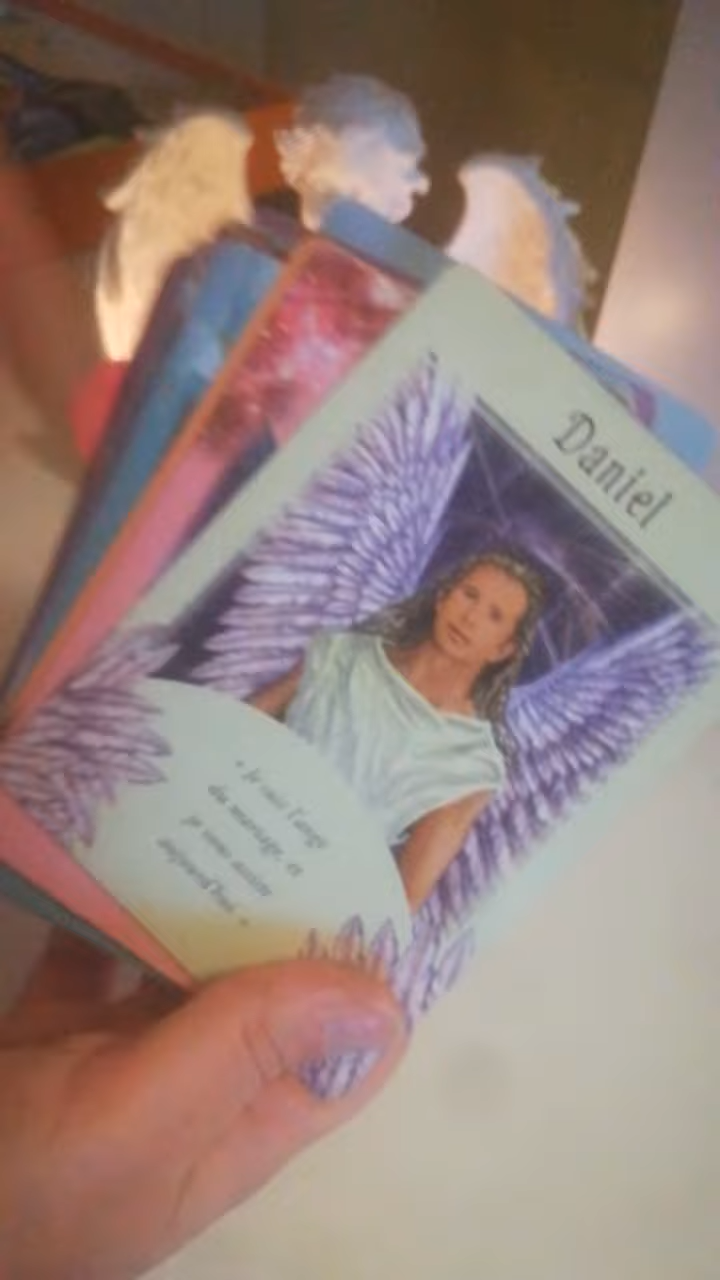 Daniel
« Je suis l'ange
du mariage, et
je vous assiste
aujourd'hui. »